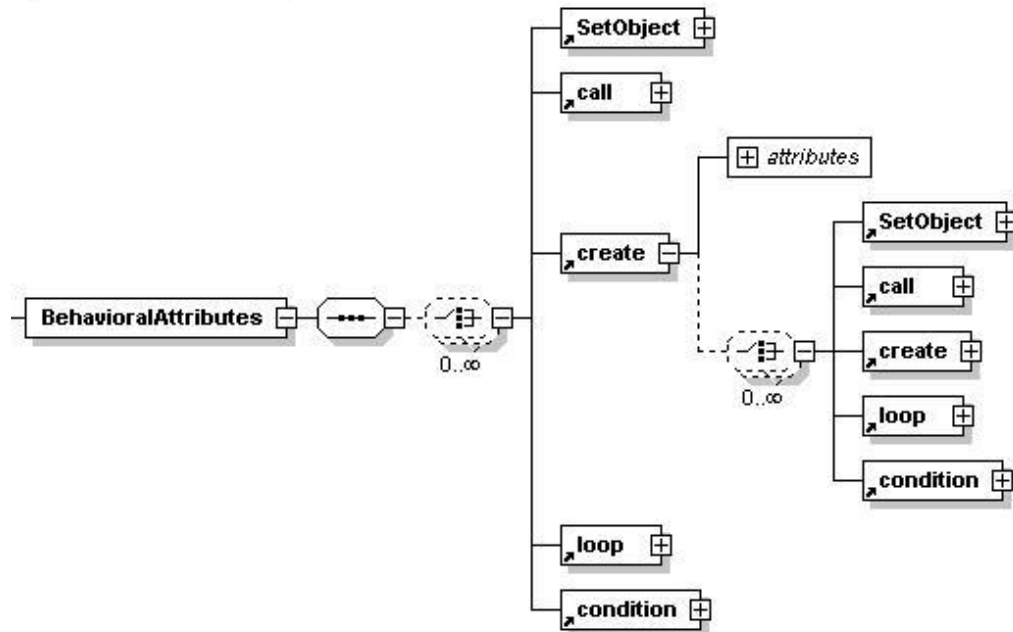 SetObject
call
attributes
create
SetObject
call
BehavioralAttributes
0..∞
create
0..∞
loop
condition
loop
condition